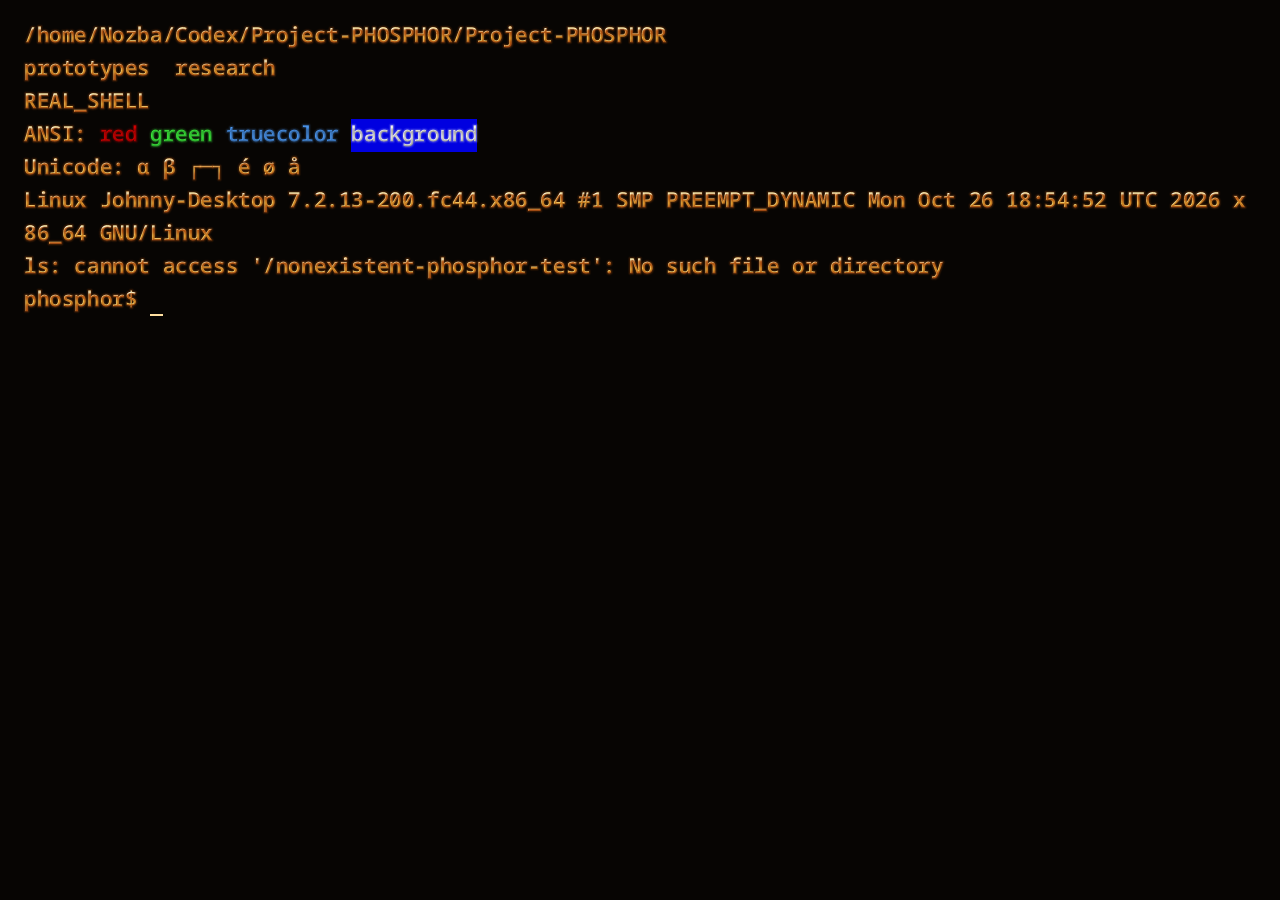 /home/Nozba/Codex/Project-PHOSPHOR/Project-PHOSPHOR
prototypes  research
REAL_SHELL
ANSI: red green truecolor background
Unicode: α β ┌─┐ é ø å
Linux Johnny-Desktop 7.2.13-200.fc44.x86_64 #1 SMP PREEMPT_DYNAMIC Mon Oct 26 18:54:52 UTC 2026 x
86_64 GNU/Linux
ls: cannot access '/nonexistent-phosphor-test': No such file or directory
phosphor$ _